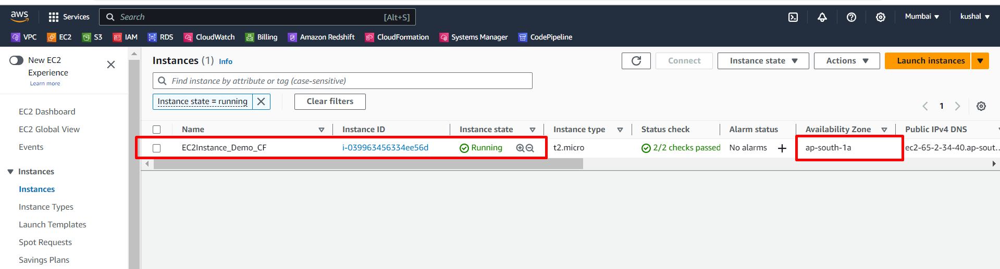 aws Services Search [Alt+S] Mumbai ▼ kushal ▼
VPC EC2 S3 IAM RDS CloudWatch Billing Amazon Redshift CloudFormation Systems Manager CodePipeline
New EC2
Experience
Learn more
EC2 Dashboard
EC2 Global View
Events
▼ Instances
Instances
Instance Types
Launch Templates
Spot Requests
Savings Plans
Instances (1) Info
Connect Instance state ▼ Actions ▼ Launch instances ▼
Find instance by attribute or tag (case-sensitive)
Instance state = running Clear filters
1
Name Instance ID Instance state Instance type Status check Alarm status Availability Zone Public IPv4 DNS
EC2Instance_Demo_CF i-039963456334ee56d Running t2.micro 2/2 checks passed No alarms + ap-south-1a ec2-65-2-34-40.ap-sout...